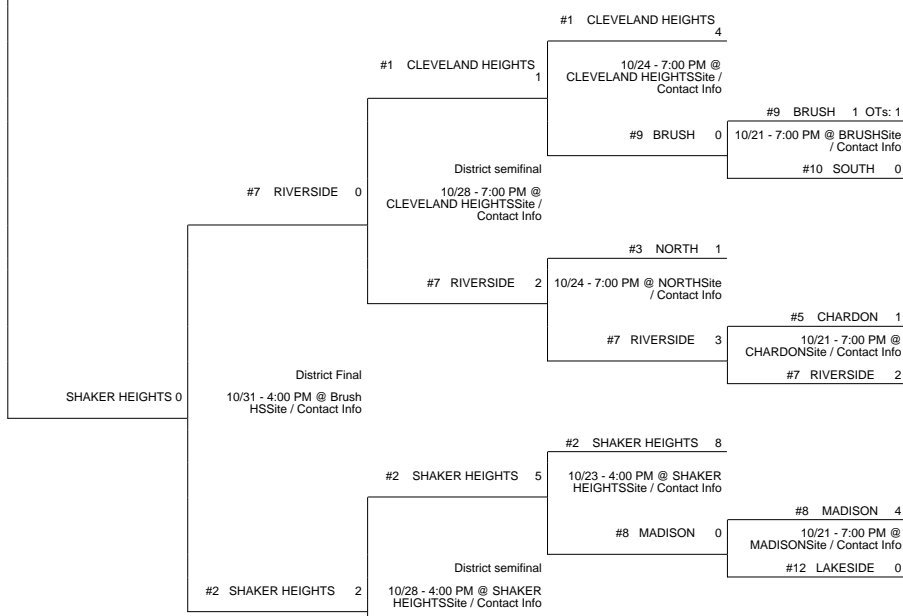 #1 CLEVELAND HEIGHTS
4
#1 CLEVELAND HEIGHTS
1
10/24 - 7:00 PM @
CLEVELAND HEIGHTSSite /
Contact Info
#9 BRUSH 1 OTs: 1
#9 BRUSH 0
10/21 - 7:00 PM @ BRUSHSite
/ Contact Info
#10 SOUTH 0
District semifinal
#7 RIVERSIDE 0
10/28 - 7:00 PM @
CLEVELAND HEIGHTSSite /
Contact Info
#3 NORTH 1
#7 RIVERSIDE 2
10/24 - 7:00 PM @ NORTHSite
/ Contact Info
#5 CHARDON 1
#7 RIVERSIDE 3
10/21 - 7:00 PM @
CHARDONSite / Contact Info
#7 RIVERSIDE 2
District Final
SHAKER HEIGHTS 0
10/31 - 4:00 PM @ Brush
HSSite / Contact Info
#2 SHAKER HEIGHTS 8
#2 SHAKER HEIGHTS 5
10/23 - 4:00 PM @ SHAKER
HEIGHTSSite / Contact Info
#8 MADISON 4
#8 MADISON 0
10/21 - 7:00 PM @
MADISONSite / Contact Info
#12 LAKESIDE 0
District semifinal
#2 SHAKER HEIGHTS 2
10/28 - 4:00 PM @ SHAKER
HEIGHTSSite / Contact Info